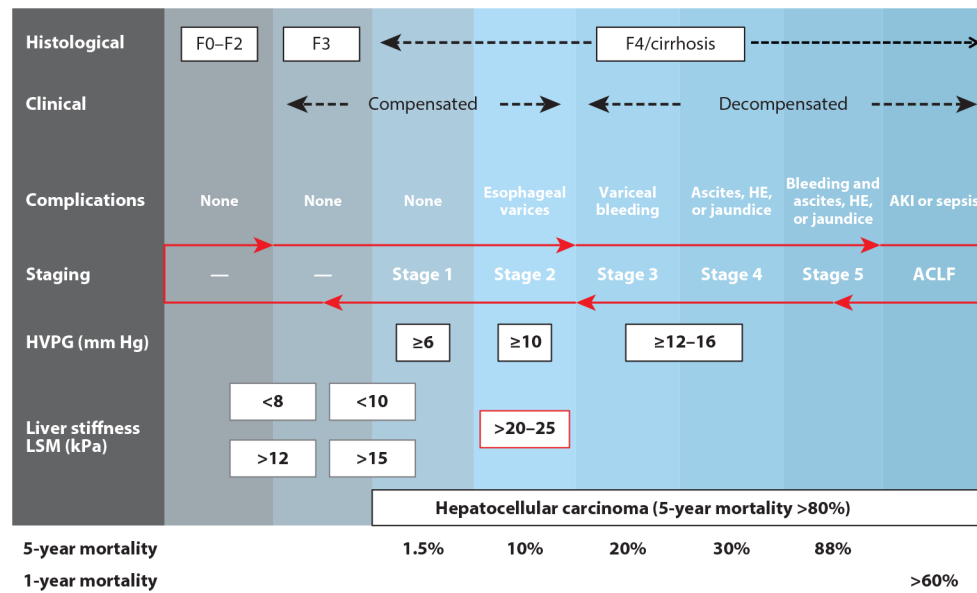 Histological F0–F2 F3 F4/cirrhosis
Clinical Compensated Decompensated
Complications None None None Esophageal varices Variceal bleeding Ascites, HE, or jaundice Bleeding and ascites, HE, or jaundice AKI or sepsis
Staging — — Stage 1 Stage 2 Stage 3 Stage 4 Stage 5 ACLF
HVPG (mm Hg) ≥6 ≥10 ≥12–16
Liver stiffness
LSM (kPa)
<8 <10
>20–25
>12 >15
Hepatocellular carcinoma (5-year mortality >80%)
5-year mortality 1.5% 10% 20% 30% 88%
1-year mortality >60%